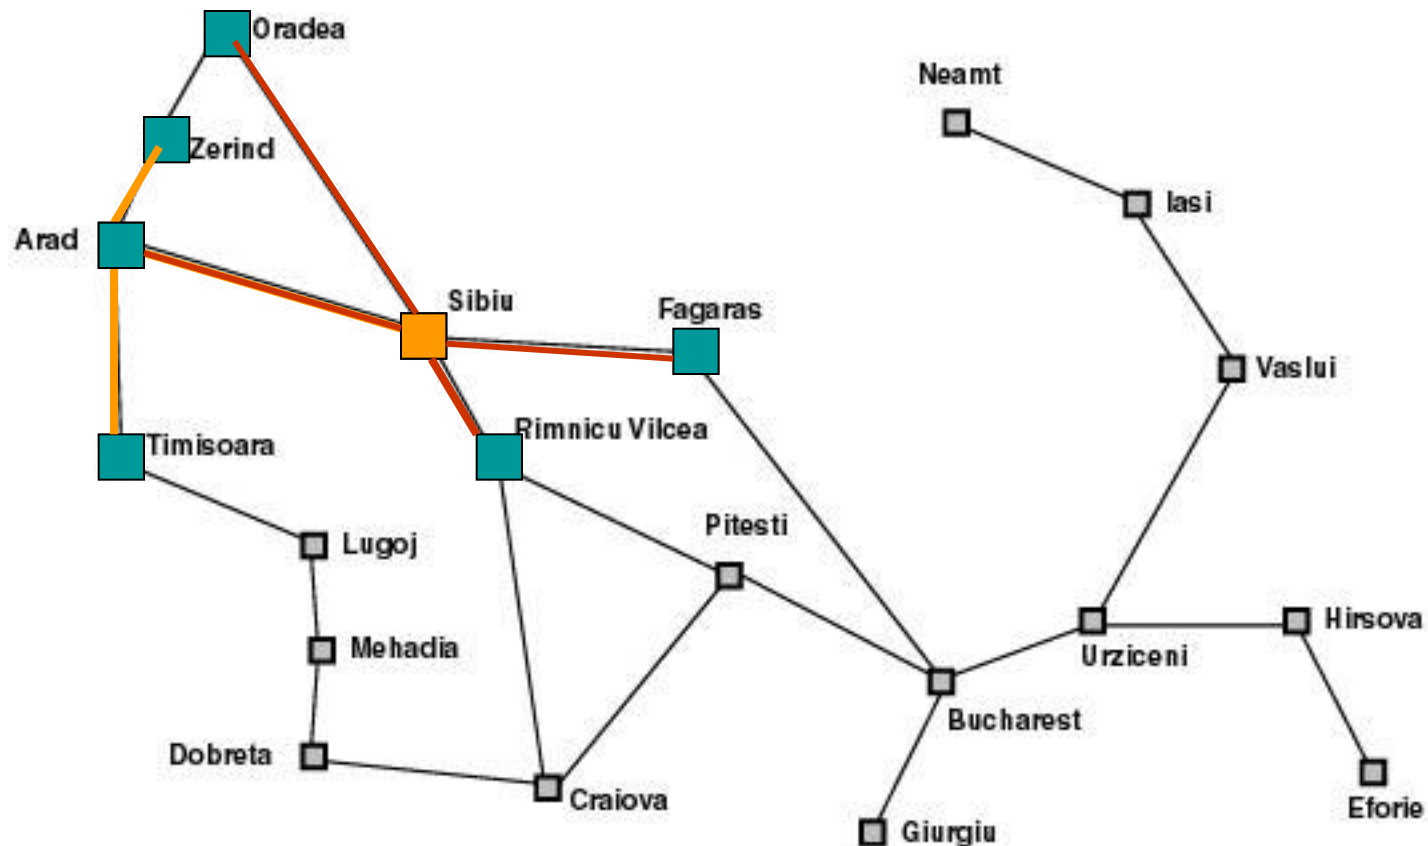 Oradea
Neamt
Zerind
Iasi
Arad
Sibiu
Fagaras
Vaslui
Rimnicu Vilcea
Timisoara
Pitesti
Lugoj
Hirsova
Mehadia
Urziceni
Bucharest
Dobreta
Craiova
Eforie
Giurgiu